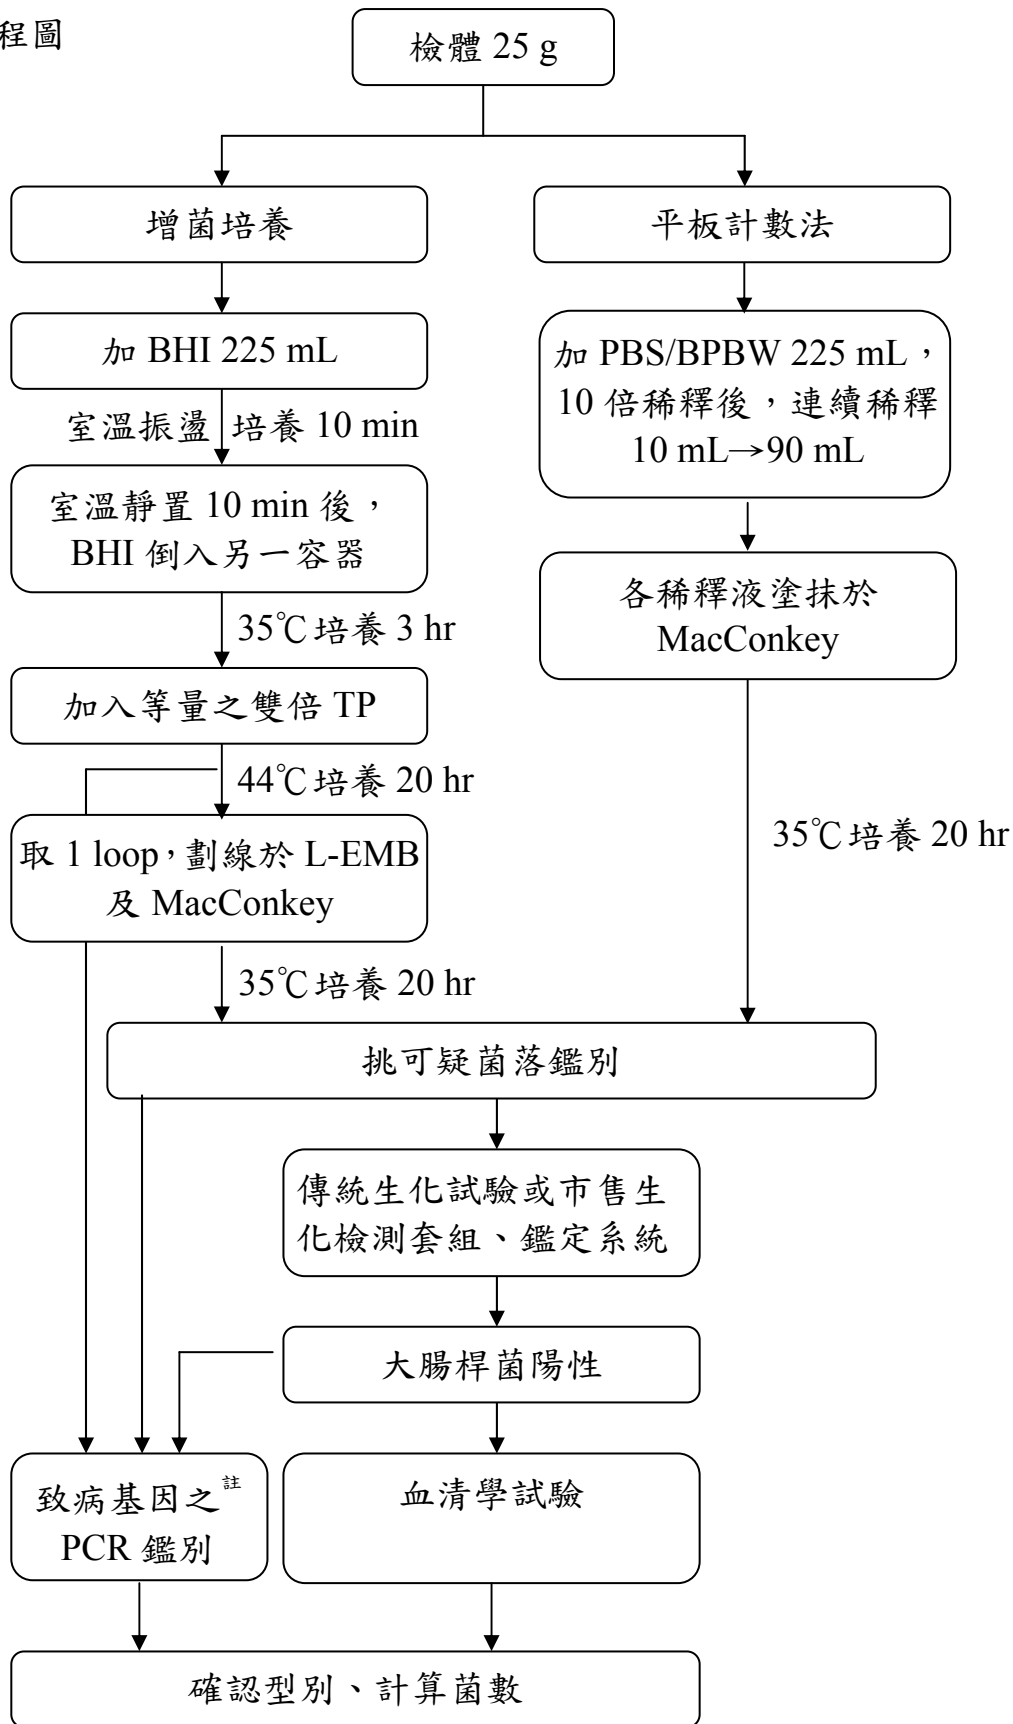 程圖
檢體 25 g
增菌培養
平板計數法
加 BHI 225 mL
加 PBS/BPBW 225 mL，
10 倍稀釋後，連續稀釋
10 mL→90 mL
室溫振盪 培養 10 min
室溫靜置 10 min 後，
BHI 倒入另一容器
各稀釋液塗抹於
MacConkey
35℃培養 3 hr
加入等量之雙倍 TP
44℃培養 20 hr
取 1 loop，劃線於 L-EMB
及 MacConkey
35℃培養 20 hr
35℃培養 20 hr
挑可疑菌落鑑別
傳統生化試驗或市售生
化檢測套組、鑑定系統
大腸桿菌陽性
致病基因之註
PCR 鑑別
血清學試驗
確認型別、計算菌數